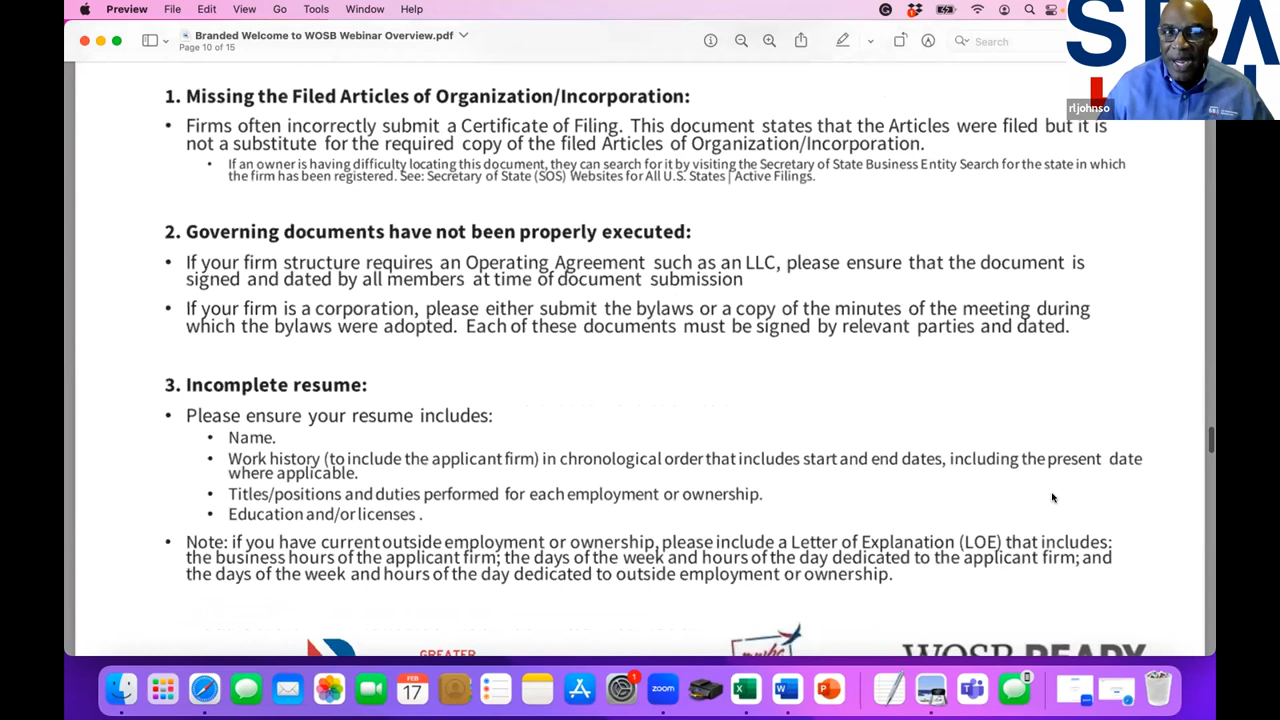 Preview File Edit View Go Tools Window Help
Branded Welcome to WOSB Webinar Overview.pdf
Page 10 of 15
Search
SBA
rljohnso
1. Missing the Filed Articles of Organization/Incorporation:
• Firms often incorrectly submit a Certificate of Filing. This document states that the Articles were filed but it is
not a substitute for the required copy of the filed Articles of Organization/Incorporation.
• If an owner is having difficulty locating this document, they can search for it by visiting the Secretary of State Business Entity Search for the state in which
the firm has been registered. See: Secretary of State (SOS) Websites for All U.S. States | Active Filings.
2. Governing documents have not been properly executed:
• If your firm structure requires an Operating Agreement such as an LLC, please ensure that the document is
signed and dated by all members at time of document submission
• If your firm is a corporation, please either submit the bylaws or a copy of the minutes of the meeting during
which the bylaws were adopted. Each of these documents must be signed by relevant parties and dated.
3. Incomplete resume:
• Please ensure your resume includes:
• Name.
• Work history (to include the applicant firm) in chronological order that includes start and end dates, including the present date
where applicable.
• Titles/positions and duties performed for each employment or ownership.
• Education and/or licenses .
• Note: if you have current outside employment or ownership, please include a Letter of Explanation (LOE) that includes:
the business hours of the applicant firm; the days of the week and hours of the day dedicated to the applicant firm; and
the days of the week and hours of the day dedicated to outside employment or ownership.
GREATER
WOSB READY
FEB
17
1
zoom